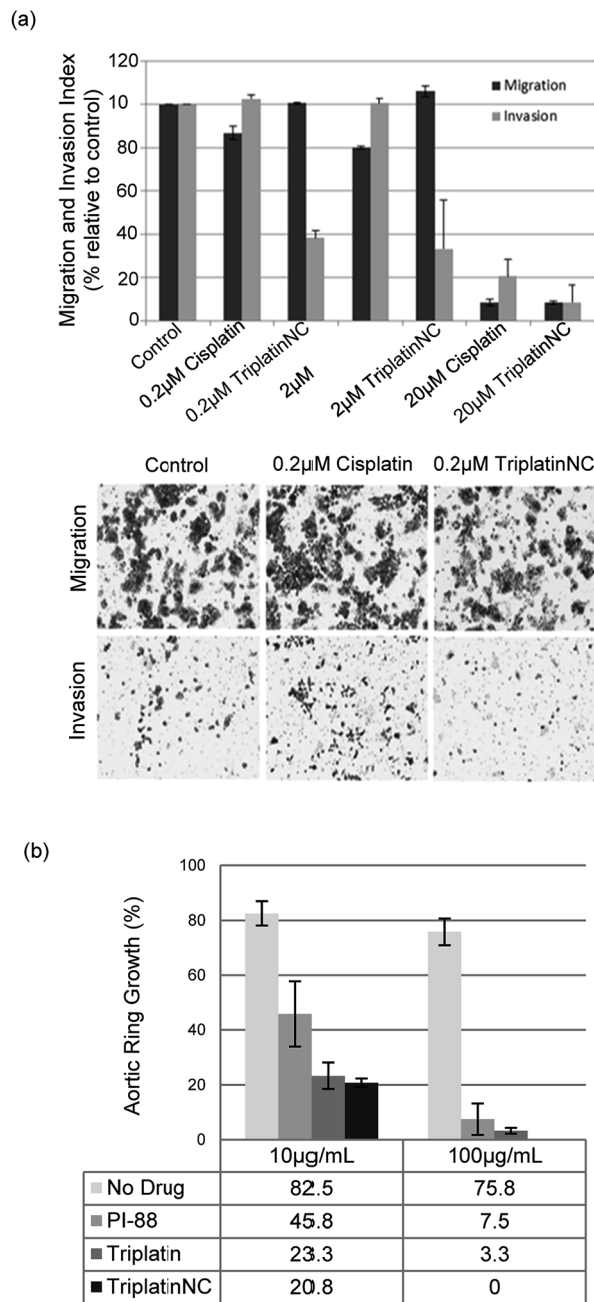 (a)
Migration and Invasion Index
(% relative to control)
120
100
80
60
40
20
0
Migration
Invasion
Control
0.2µM Cisplatin
0.2µM TriplatinNC
2µM
2µM TriplatinNC
20µM Cisplatin
20µM TriplatinNC
Control
0.2µM Cisplatin
0.2µM TriplatinNC
Migration
Invasion
(b)
Aortic Ring Growth (%)
100
80
60
40
20
0
10µg/mL 100µg/mL
No Drug 82.5 75.8
PI-88 45.8 7.5
Triplatin 23.3 3.3
TriplatinNC 20.8 0